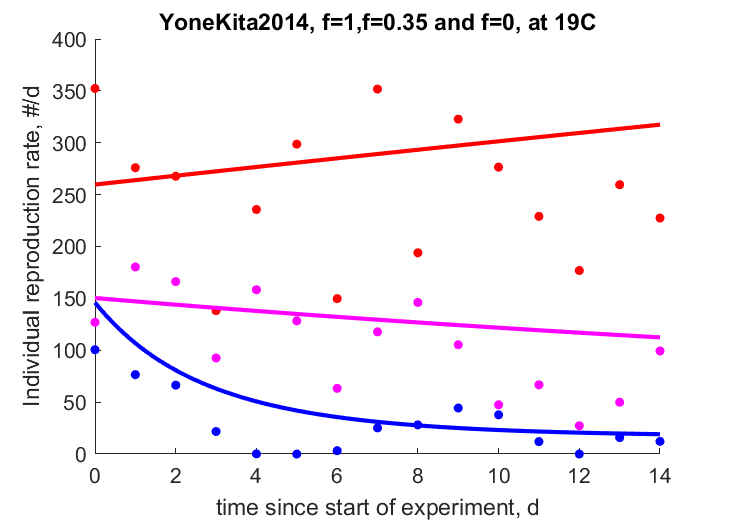 YoneKita2014, f=1,f=0.35 and f=0, at 19C
400
350
300
250
200
150
100
50
0
Individual reproduction rate, #/d
0 2 4 6 8 10 12 14
time since start of experiment, d